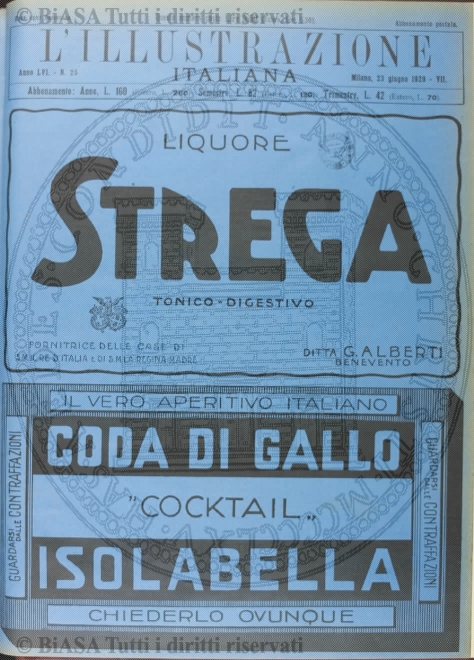 © BiASA Tutti i diritti riservati
Abbonamento postale.
L'ILLUSTRAZIONE
Anno LVI. - N. 25
ITALIANA
Milano, 23 giugno 1929 - VII.
Abbonamento: Anno, L. 160 (Estero, L. 260); Semestre, L. 82 Trimestre, L. 42 (Estero, L. 70).
LIQUORE
STREGA
TONICO - DIGESTIVO
FORNITRICE DELLE CASE DI
S.M. IL RE D'ITALIA E DI S.M. LA REGINA MADRE
DITTA G. ALBERTI
BENEVENTO
IL VERO APERITIVO ITALIANO
CODA DI GALLO
"COCKTAIL„
ISOLABELLA
CHIEDERLO OVUNQUE
GUARDARSI
DALLE CONTRAFFAZIONI
GUARDARSI
DALLE CONTRAFFAZIONI
© BiASA Tutti i diritti riservati